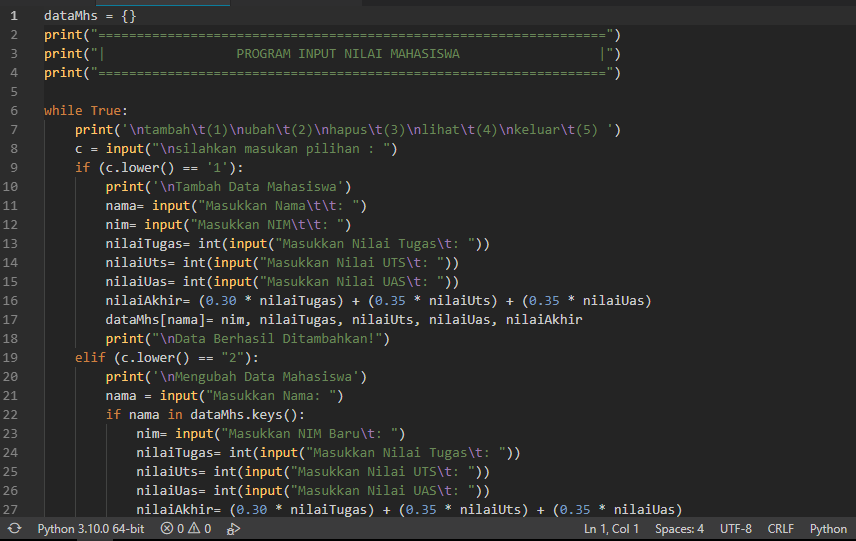 1 dataMhs = {}
2 print("==================================================================")
3 print("|                 PROGRAM INPUT NILAI MAHASISWA                  |")
4 print("==================================================================")
5
6 while True:
7     print('\ntambah\t(1)\nubah\t(2)\nhapus\t(3)\nlihat\t(4)\nkeluar\t(5) ')
8     c = input("\nsilahkan masukan pilihan : ")
9     if (c.lower() == '1'):
10         print('\nTambah Data Mahasiswa')
11         nama= input("Masukkan Nama\t\t: ")
12         nim= input("Masukkan NIM\t\t: ")
13         nilaiTugas= int(input("Masukkan Nilai Tugas\t: "))
14         nilaiUts= int(input("Masukkan Nilai UTS\t: "))
15         nilaiUas= int(input("Masukkan Nilai UAS\t: "))
16         nilaiAkhir= (0.30 * nilaiTugas) + (0.35 * nilaiUts) + (0.35 * nilaiUas)
17         dataMhs[nama]= nim, nilaiTugas, nilaiUts, nilaiUas, nilaiAkhir
18         print("\nData Berhasil Ditambahkan!")
19     elif (c.lower() == "2"):
20         print('\nMengubah Data Mahasiswa')
21         nama = input("Masukkan Nama: ")
22         if nama in dataMhs.keys():
23             nim= input("Masukkan NIM Baru\t: ")
24             nilaiTugas= int(input("Masukkan Nilai Tugas\t: "))
25             nilaiUts= int(input("Masukkan Nilai UTS\t: "))
26             nilaiUas= int(input("Masukkan Nilai UAS\t: "))
27             nilaiAkhir= (0.30 * nilaiTugas) + (0.35 * nilaiUts) + (0.35 * nilaiUas)
Python 3.10.0 64-bit 0 0 Ln 1, Col 1 Spaces: 4 UTF-8 CRLF Python